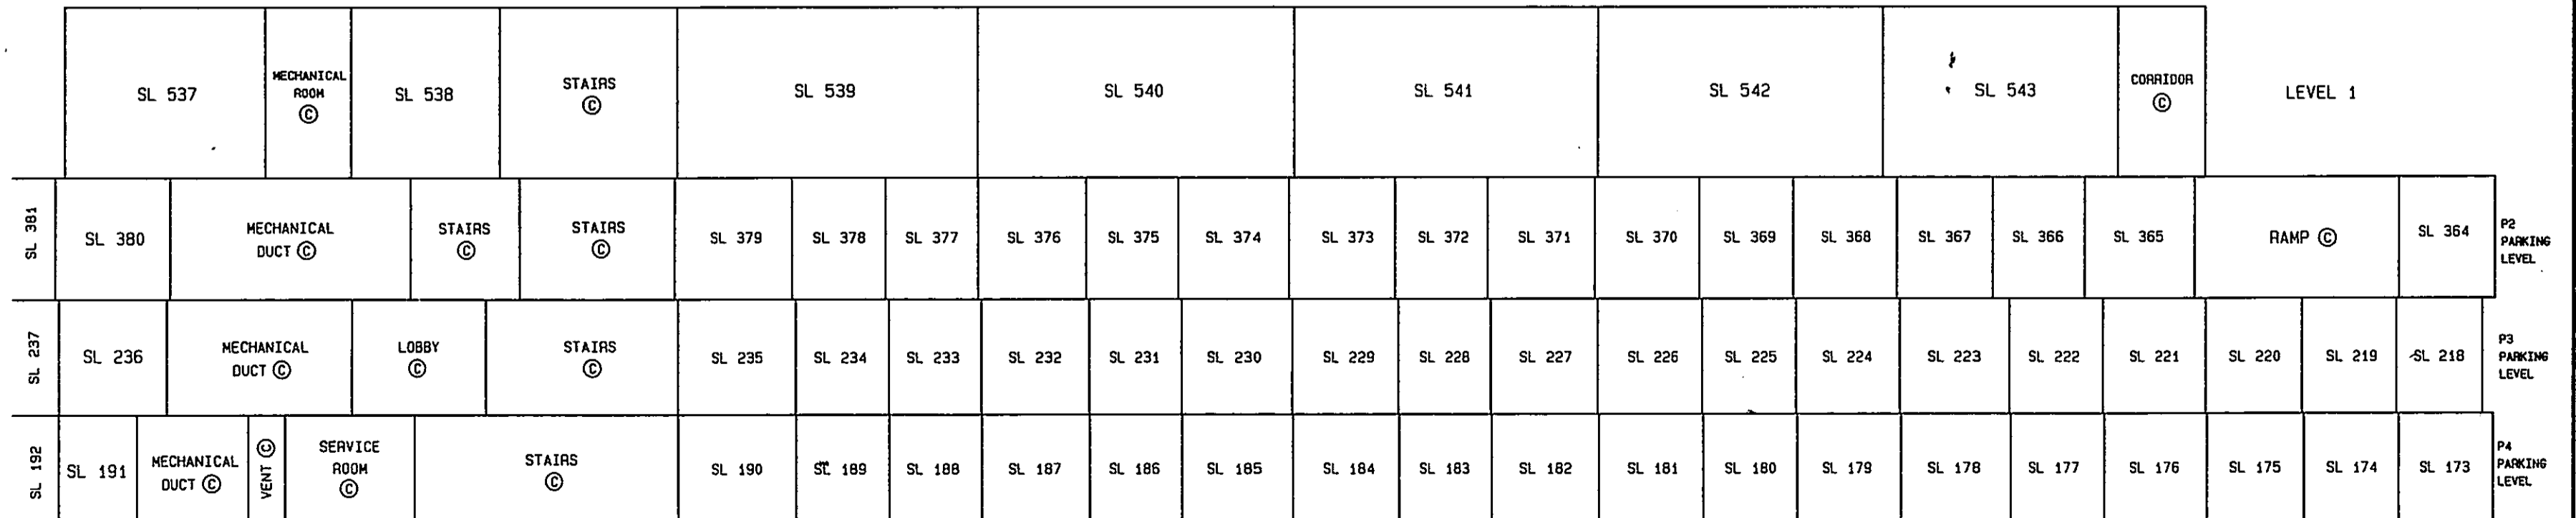 SL 537
MECHANICAL
ROOM
Ⓒ
SL 538
STAIRS
Ⓒ
SL 539
SL 540
SL 541
SL 542
SL 543
CORRIDOR
Ⓒ
LEVEL 1
SL 381
SL 380
MECHANICAL
DUCT Ⓒ
STAIRS
Ⓒ
STAIRS
Ⓒ
SL 379
SL 378
SL 377
SL 376
SL 375
SL 374
SL 373
SL 372
SL 371
SL 370
SL 369
SL 368
SL 367
SL 366
SL 365
RAMP Ⓒ
SL 364
P2
PARKING
LEVEL
SL 237
SL 236
MECHANICAL
DUCT Ⓒ
LOBBY
Ⓒ
STAIRS
Ⓒ
SL 235
SL 234
SL 233
SL 232
SL 231
SL 230
SL 229
SL 228
SL 227
SL 226
SL 225
SL 224
SL 223
SL 222
SL 221
SL 220
SL 219
SL 218
P3
PARKING
LEVEL
SL 192
SL 191
MECHANICAL
DUCT Ⓒ
VENT Ⓒ
SERVICE
ROOM
Ⓒ
STAIRS
Ⓒ
SL 190
SL 189
SL 188
SL 187
SL 186
SL 185
SL 184
SL 183
SL 182
SL 181
SL 180
SL 179
SL 178
SL 177
SL 176
SL 175
SL 174
SL 173
P4
PARKING
LEVEL